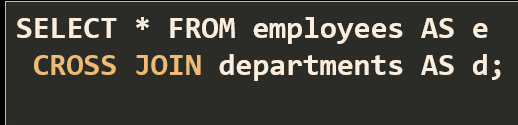 SELECT * FROM employees AS e
CROSS JOIN departments AS d;